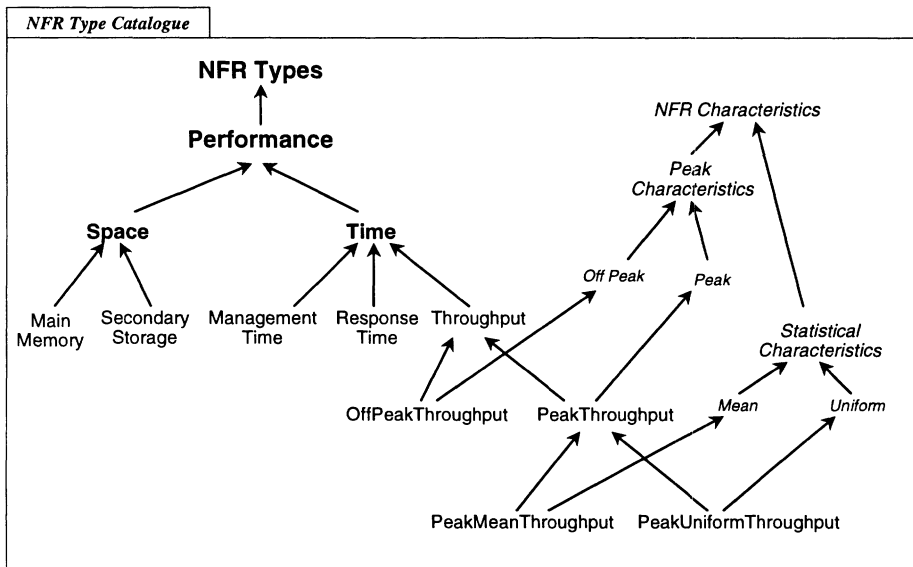 NFR Type Catalogue
NFR Types
NFR Characteristics
Performance
Peak
Characteristics
Space
Time
Off Peak
Peak
Main
Memory
Secondary
Storage
Management
Time
Response
Time
Throughput
Statistical
Characteristics
OffPeakThroughput
PeakThroughput
Mean
Uniform
PeakMeanThroughput
PeakUniformThroughput